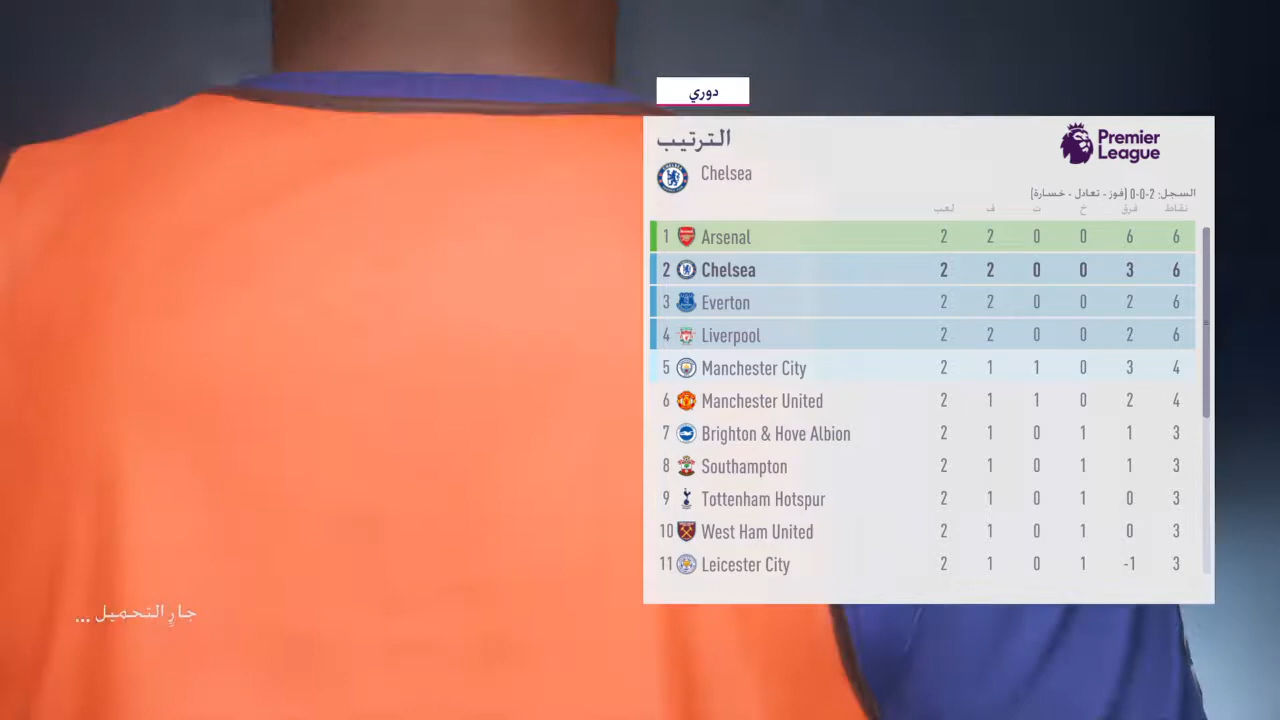 دوري
الترتيب
Premier
League
Chelsea
السجل: 2-0-0 (فوز - تعادل - خسارة)
لعب ف ت خ فرق نقاط
1 Arsenal 2 2 0 0 6 6
2 Chelsea 2 2 0 0 3 6
3 Everton 2 2 0 0 2 6
4 Liverpool 2 2 0 0 2 6
5 Manchester City 2 1 1 0 3 4
6 Manchester United 2 1 1 0 2 4
7 Brighton & Hove Albion 2 1 0 1 1 3
8 Southampton 2 1 0 1 1 3
9 Tottenham Hotspur 2 1 0 1 0 3
10 West Ham United 2 1 0 1 0 3
11 Leicester City 2 1 0 1 -1 3
جارٍ التحميل ...